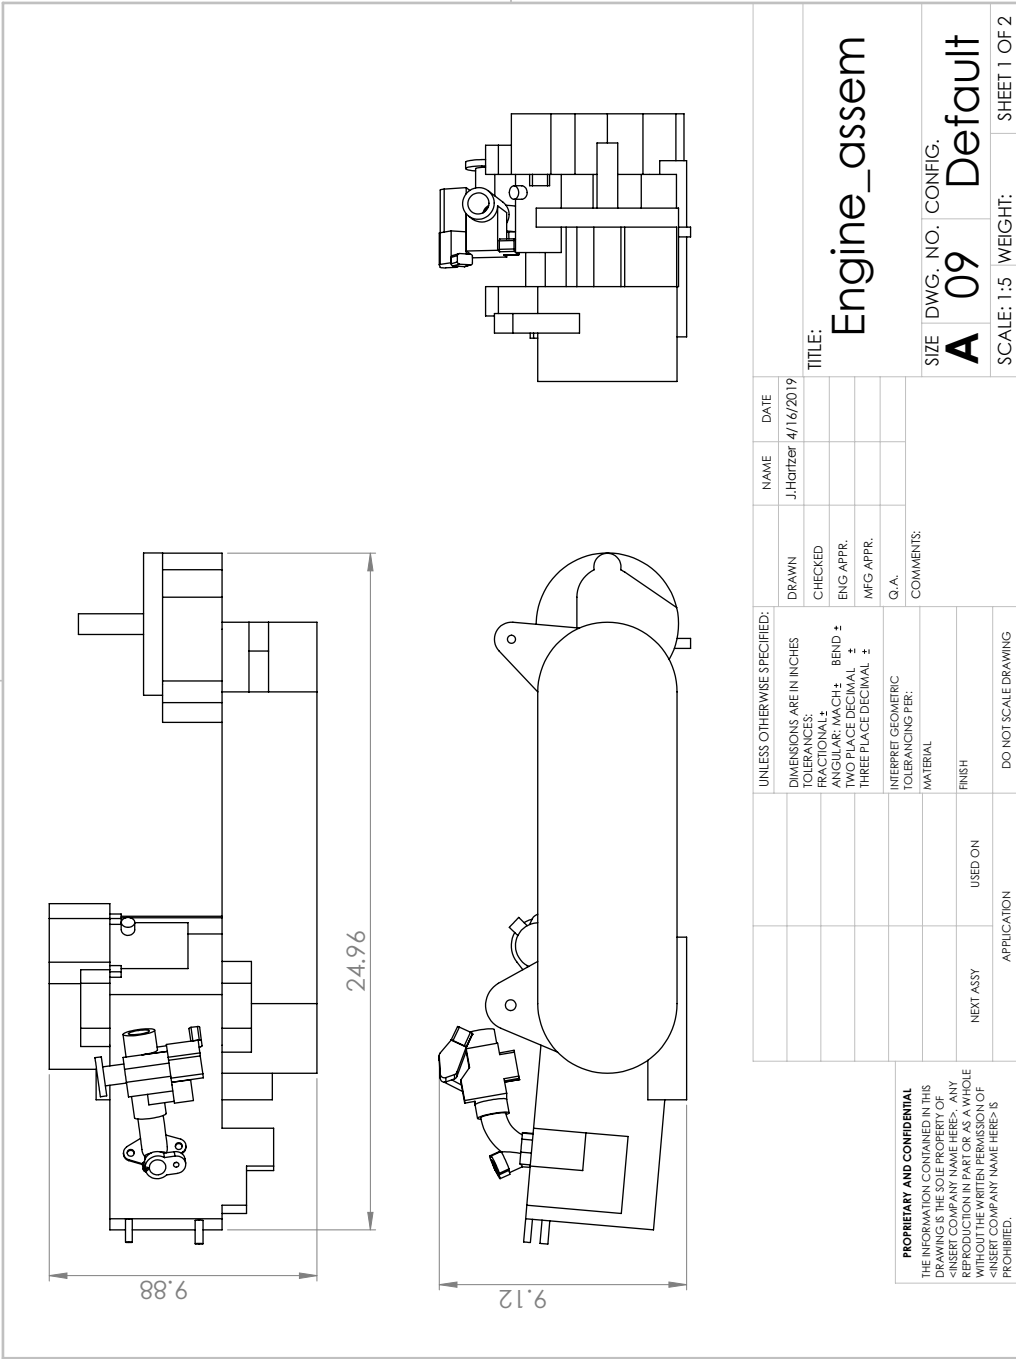 24.96
9.88
9.12
PROPRIETARY AND CONFIDENTIAL
THE INFORMATION CONTAINED IN THIS
DRAWING IS THE SOLE PROPERTY OF
<INSERT COMPANY NAME HERE>. ANY
REPRODUCTION IN PART OR AS A WHOLE
WITHOUT THE WRITTEN PERMISSION OF
<INSERT COMPANY NAME HERE> IS
PROHIBITED.
NEXT ASSY
USED ON
APPLICATION
UNLESS OTHERWISE SPECIFIED:
DIMENSIONS ARE IN INCHES
TOLERANCES:
FRACTIONAL±
ANGULAR: MACH± BEND ±
TWO PLACE DECIMAL ±
THREE PLACE DECIMAL ±
INTERPRET GEOMETRIC
TOLERANCING PER:
MATERIAL
FINISH
DO NOT SCALE DRAWING
NAME DATE
DRAWN J.Hartzer 4/16/2019
CHECKED
ENG APPR.
MFG APPR.
Q.A.
COMMENTS:
TITLE:
Engine_assem
SIZE DWG. NO. CONFIG.
A 09 Default
SCALE: 1:5 WEIGHT: SHEET 1 OF 2